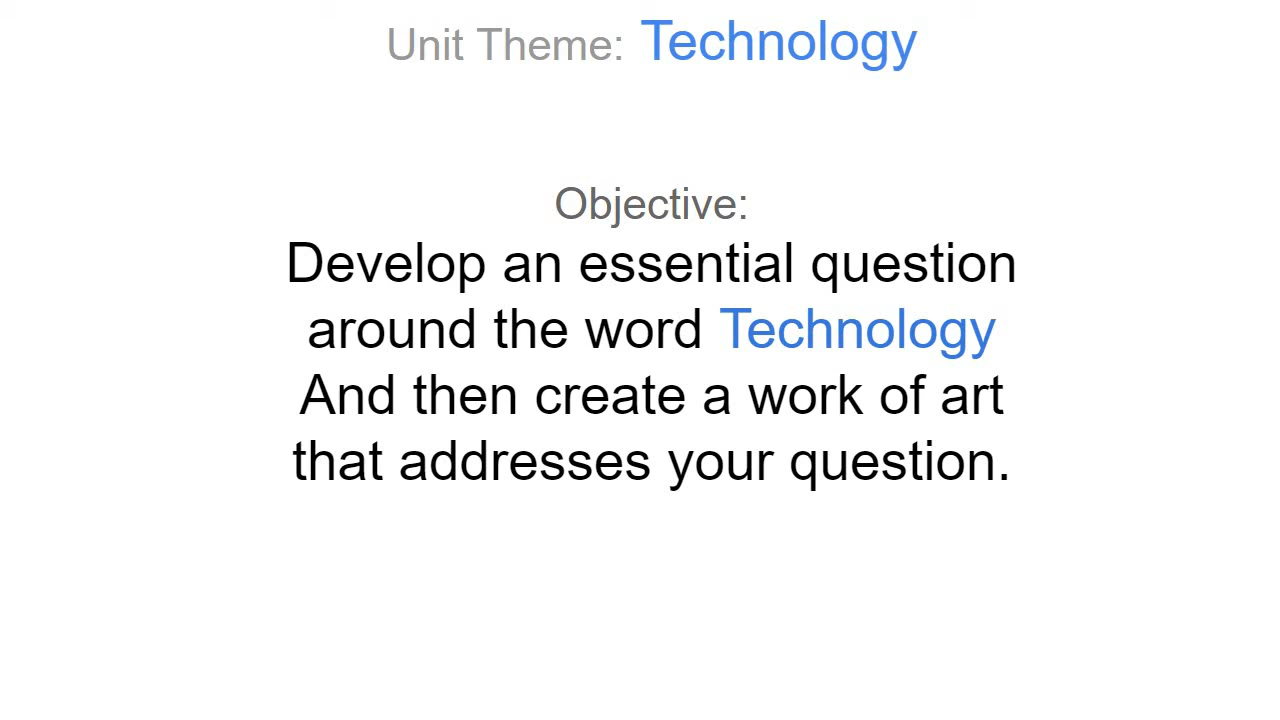 Unit Theme: Technology
Objective:
Develop an essential question
around the word Technology
And then create a work of art
that addresses your question.